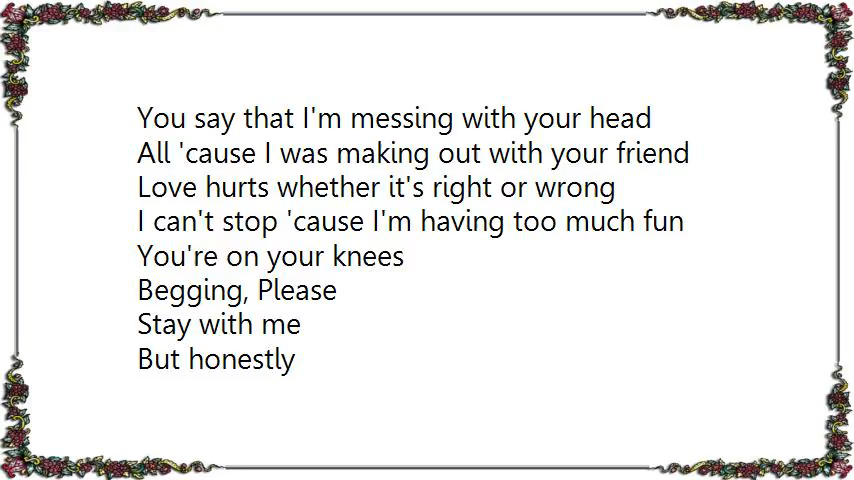 You say that I'm messing with your head
All 'cause I was making out with your friend
Love hurts whether it's right or wrong
I can't stop 'cause I'm having too much fun
You're on your knees
Begging, Please
Stay with me
But honestly